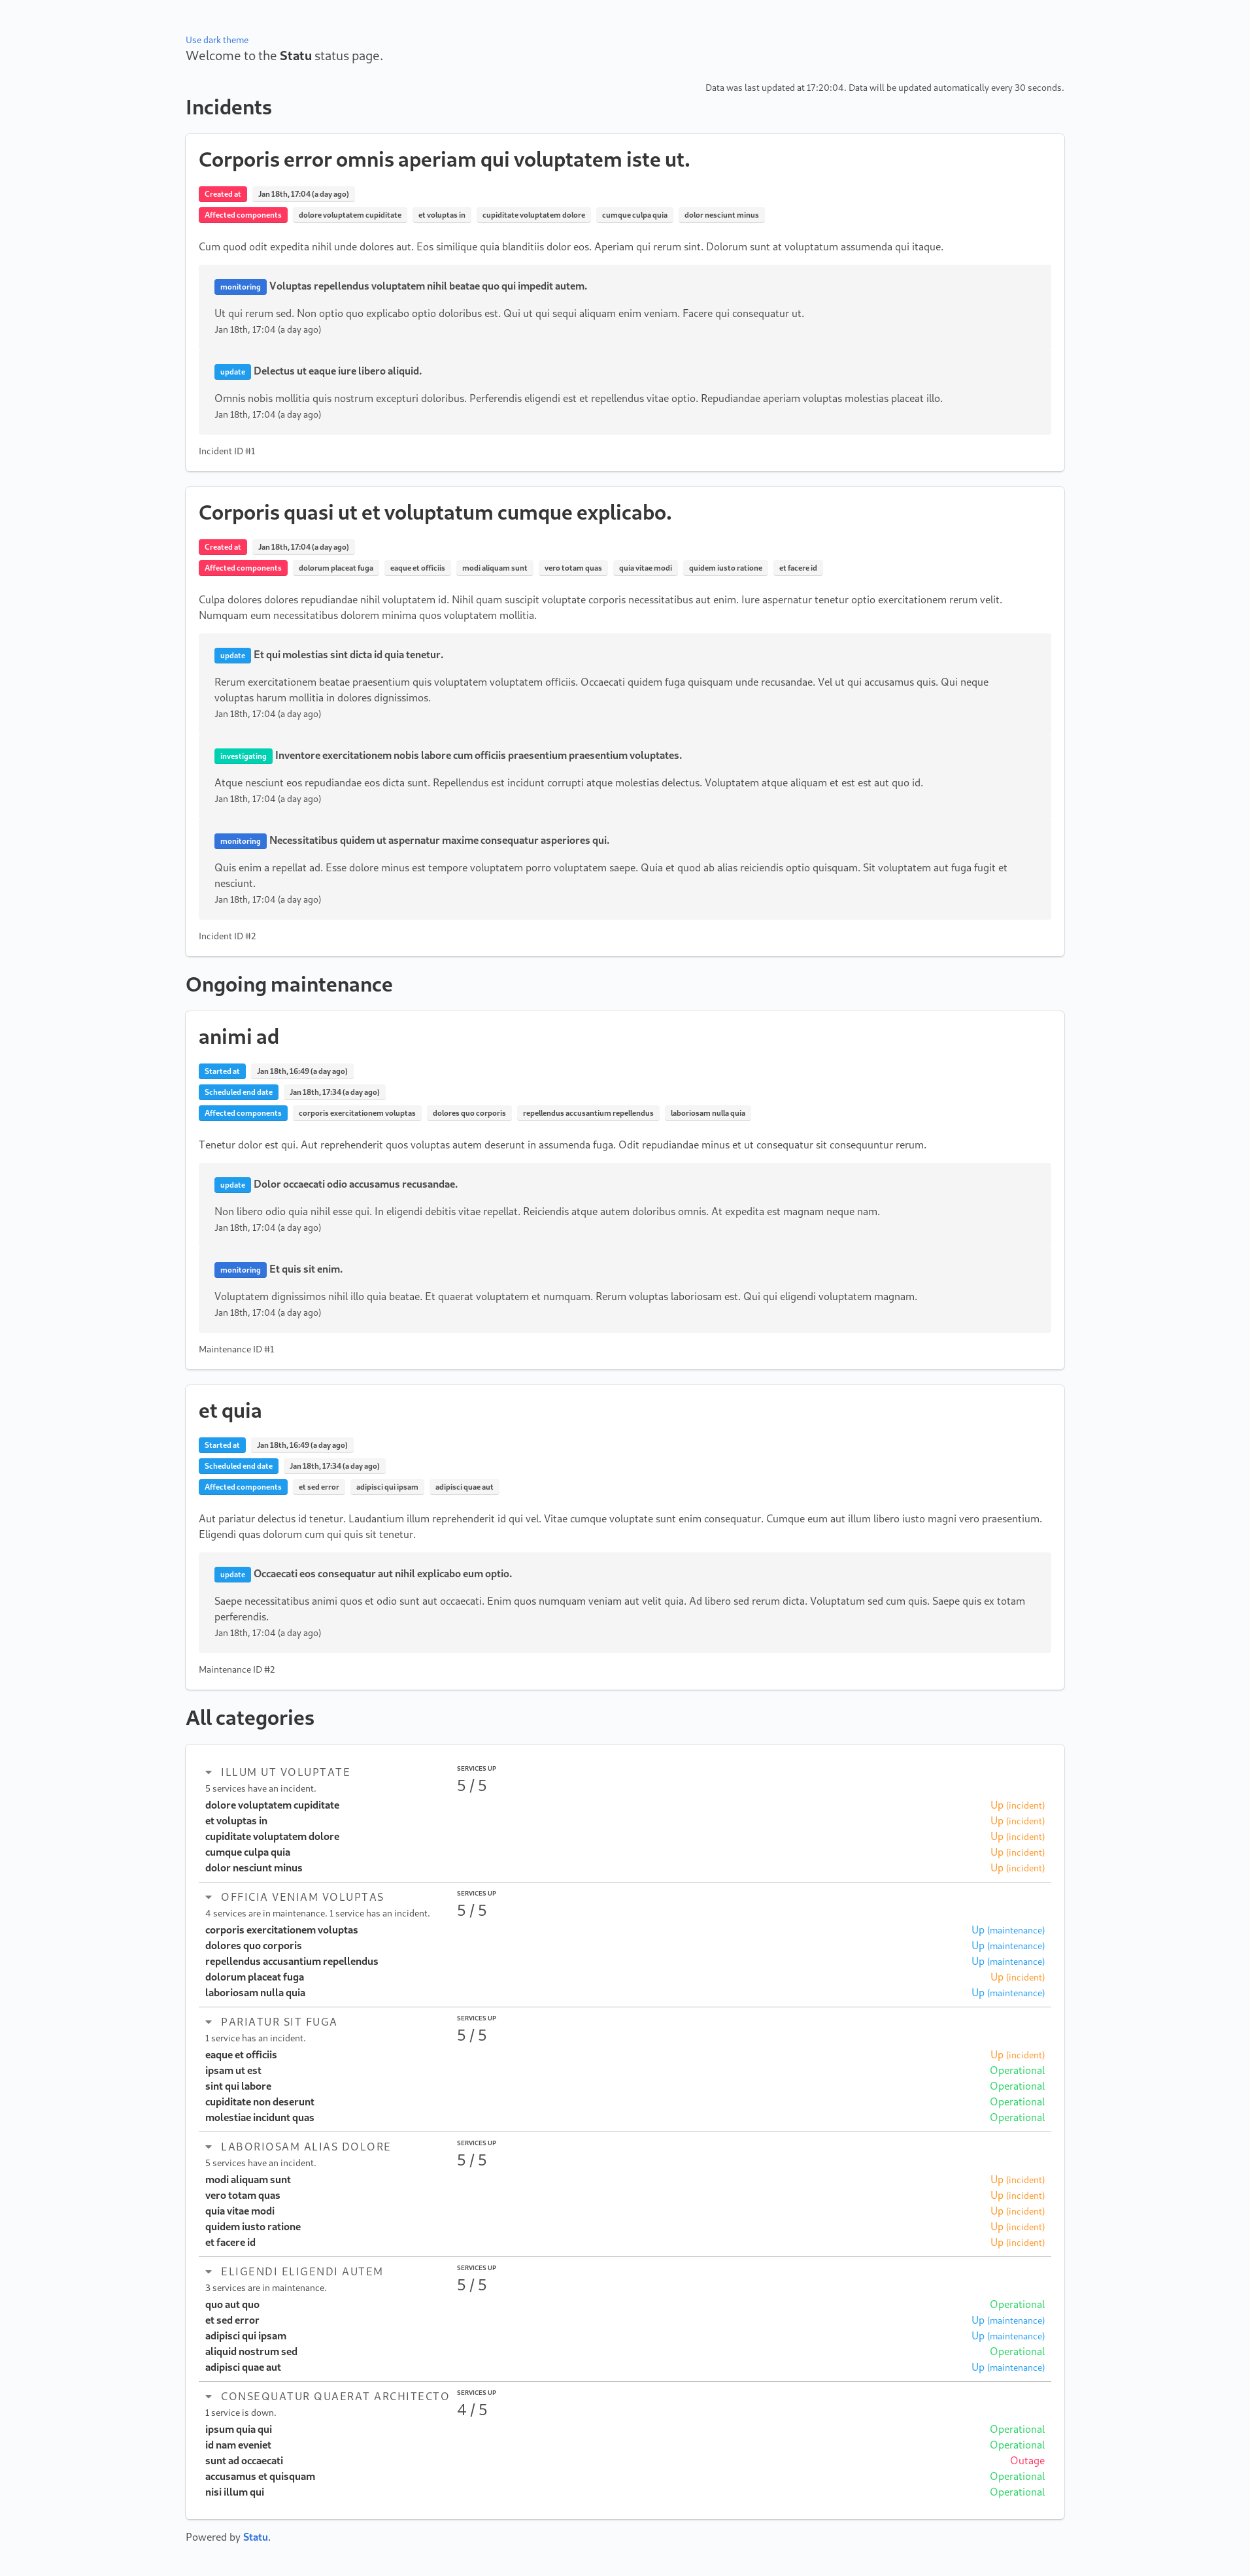 Use dark theme
Welcome to the Statu status page.
Data was last updated at 17:20:04. Data will be updated automatically every 30 seconds.
Incidents
Corporis error omnis aperiam qui voluptatem iste ut.
Created at Jan 18th, 17:04 (a day ago)
Affected components dolore voluptatem cupiditate et voluptas in cupiditate voluptatem dolore cumque culpa quia dolor nesciunt minus
Cum quod odit expedita nihil unde dolores aut. Eos similique quia blanditiis dolor eos. Aperiam qui rerum sint. Dolorum sunt at voluptatum assumenda qui itaque.
monitoring Voluptas repellendus voluptatem nihil beatae quo qui impedit autem.
Ut qui rerum sed. Non optio quo explicabo optio doloribus est. Qui ut qui sequi aliquam enim veniam. Facere qui consequatur ut.
Jan 18th, 17:04 (a day ago)
update Delectus ut eaque iure libero aliquid.
Omnis nobis mollitia quis nostrum excepturi doloribus. Perferendis eligendi est et repellendus vitae optio. Repudiandae aperiam voluptas molestias placeat illo.
Jan 18th, 17:04 (a day ago)
Incident ID #1
Corporis quasi ut et voluptatum cumque explicabo.
Created at Jan 18th, 17:04 (a day ago)
Affected components dolorum placeat fuga eaque et officiis modi aliquam sunt vero totam quas quia vitae modi quidem iusto ratione et facere id
Culpa dolores dolores repudiandae nihil voluptatem id. Nihil quam suscipit voluptate corporis necessitatibus aut enim. Iure aspernatur tenetur optio exercitationem rerum velit.
Numquam eum necessitatibus dolorem minima quos voluptatem mollitia.
update Et qui molestias sint dicta id quia tenetur.
Rerum exercitationem beatae praesentium quis voluptatem voluptatem officiis. Occaecati quidem fuga quisquam unde recusandae. Vel ut qui accusamus quis. Qui neque
voluptas harum mollitia in dolores dignissimos.
Jan 18th, 17:04 (a day ago)
investigating Inventore exercitationem nobis labore cum officiis praesentium praesentium voluptates.
Atque nesciunt eos repudiandae eos dicta sunt. Repellendus est incidunt corrupti atque molestias delectus. Voluptatem atque aliquam et est est aut quo id.
Jan 18th, 17:04 (a day ago)
monitoring Necessitatibus quidem ut aspernatur maxime consequatur asperiores qui.
Quis enim a repellat ad. Esse dolore minus est tempore voluptatem porro voluptatem saepe. Quia et quod ab alias reiciendis optio quisquam. Sit voluptatem aut fuga fugit et
nesciunt.
Jan 18th, 17:04 (a day ago)
Incident ID #2
Ongoing maintenance
animi ad
Started at Jan 18th, 16:49 (a day ago)
Scheduled end date Jan 18th, 17:34 (a day ago)
Affected components corporis exercitationem voluptas dolores quo corporis repellendus accusantium repellendus laboriosam nulla quia
Tenetur dolor est qui. Aut reprehenderit quos voluptas autem deserunt in assumenda fuga. Odit repudiandae minus et ut consequatur sit consequuntur rerum.
update Dolor occaecati odio accusamus recusandae.
Non libero odio quia nihil esse qui. In eligendi debitis vitae repellat. Reiciendis atque autem doloribus omnis. At expedita est magnam neque nam.
Jan 18th, 17:04 (a day ago)
monitoring Et quis sit enim.
Voluptatem dignissimos nihil illo quia beatae. Et quaerat voluptatem et numquam. Rerum voluptas laboriosam est. Qui qui eligendi voluptatem magnam.
Jan 18th, 17:04 (a day ago)
Maintenance ID #1
et quia
Started at Jan 18th, 16:49 (a day ago)
Scheduled end date Jan 18th, 17:34 (a day ago)
Affected components et sed error adipisci qui ipsam adipisci quae aut
Aut pariatur delectus id tenetur. Laudantium illum reprehenderit id qui vel. Vitae cumque voluptate sunt enim consequatur. Cumque eum aut illum libero iusto magni vero praesentium.
Eligendi quas dolorum cum qui quis sit tenetur.
update Occaecati eos consequatur aut nihil explicabo eum optio.
Saepe necessitatibus animi quos et odio sunt aut occaecati. Enim quos numquam veniam aut velit quia. Ad libero sed rerum dicta. Voluptatum sed cum quis. Saepe quis ex totam
perferendis.
Jan 18th, 17:04 (a day ago)
Maintenance ID #2
All categories
ILLUM UT VOLUPTATE SERVICES UP
5 services have an incident. 5 / 5
dolore voluptatem cupiditate Up (incident)
et voluptas in Up (incident)
cupiditate voluptatem dolore Up (incident)
cumque culpa quia Up (incident)
dolor nesciunt minus Up (incident)
OFFICIA VENIAM VOLUPTAS SERVICES UP
4 services are in maintenance. 1 service has an incident. 5 / 5
corporis exercitationem voluptas Up (maintenance)
dolores quo corporis Up (maintenance)
repellendus accusantium repellendus Up (maintenance)
dolorum placeat fuga Up (incident)
laboriosam nulla quia Up (maintenance)
PARIATUR SIT FUGA SERVICES UP
1 service has an incident. 5 / 5
eaque et officiis Up (incident)
ipsam ut est Operational
sint qui labore Operational
cupiditate non deserunt Operational
molestiae incidunt quas Operational
LABORIOSAM ALIAS DOLORE SERVICES UP
5 services have an incident. 5 / 5
modi aliquam sunt Up (incident)
vero totam quas Up (incident)
quia vitae modi Up (incident)
quidem iusto ratione Up (incident)
et facere id Up (incident)
ELIGENDI ELIGENDI AUTEM SERVICES UP
3 services are in maintenance. 5 / 5
quo aut quo Operational
et sed error Up (maintenance)
adipisci qui ipsam Up (maintenance)
aliquid nostrum sed Operational
adipisci quae aut Up (maintenance)
CONSEQUATUR QUAERAT ARCHITECTO SERVICES UP
1 service is down. 4 / 5
ipsum quia qui Operational
id nam eveniet Operational
sunt ad occaecati Outage
accusamus et quisquam Operational
nisi illum qui Operational
Powered by Statu.